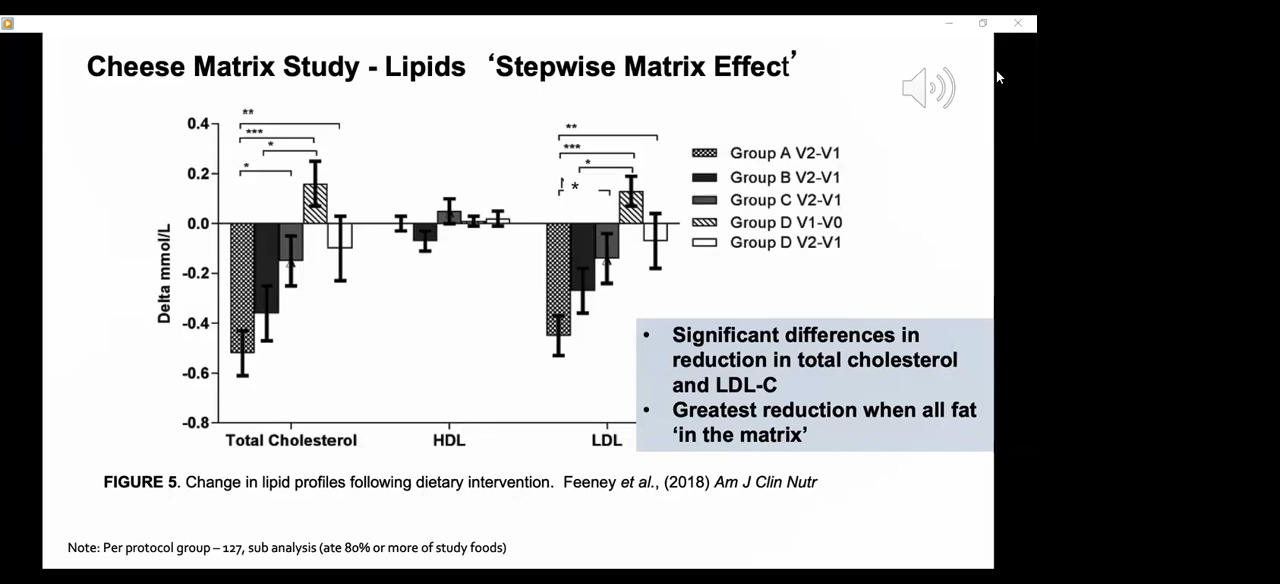 Cheese Matrix Study - Lipids ‘Stepwise Matrix Effect’
**
***
*
*
**
***
*
*
0.4
0.2
0.0
-0.2
-0.4
-0.6
-0.8
Delta mmol/L
Total Cholesterol
HDL
LDL
Group A V2-V1
Group B V2-V1
Group C V2-V1
Group D V1-V0
Group D V2-V1
• Significant differences in
reduction in total cholesterol
and LDL-C
• Greatest reduction when all fat
‘in the matrix’
FIGURE 5. Change in lipid profiles following dietary intervention. Feeney et al., (2018) Am J Clin Nutr
Note: Per protocol group – 127, sub analysis (ate 80% or more of study foods)